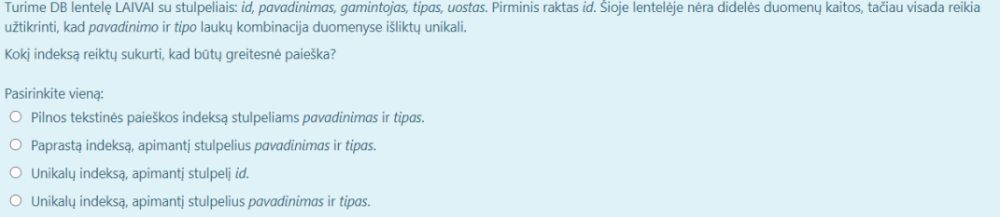 Turime DB lentelę LAIVAI su stulpeliais: id, pavadinimas, gamintojas, tipas, uostas. Pirminis raktas id. Šioje lentelėje nėra didelės duomenų kaitos, tačiau visada reikia
užtikrinti, kad pavadinimo ir tipo laukų kombinacija duomenyse išliktų unikali.
Kokį indeksą reiktų sukurti, kad būtų greitesnė paieška?
Pasirinkite vieną:
Pilnos tekstinės paieškos indeksą stulpeliams pavadinimas ir tipas.
Paprastą indeksą, apimantį stulpelius pavadinimas ir tipas.
Unikalų indeksą, apimantį stulpelį id.
Unikalų indeksą, apimantį stulpelius pavadinimas ir tipas.